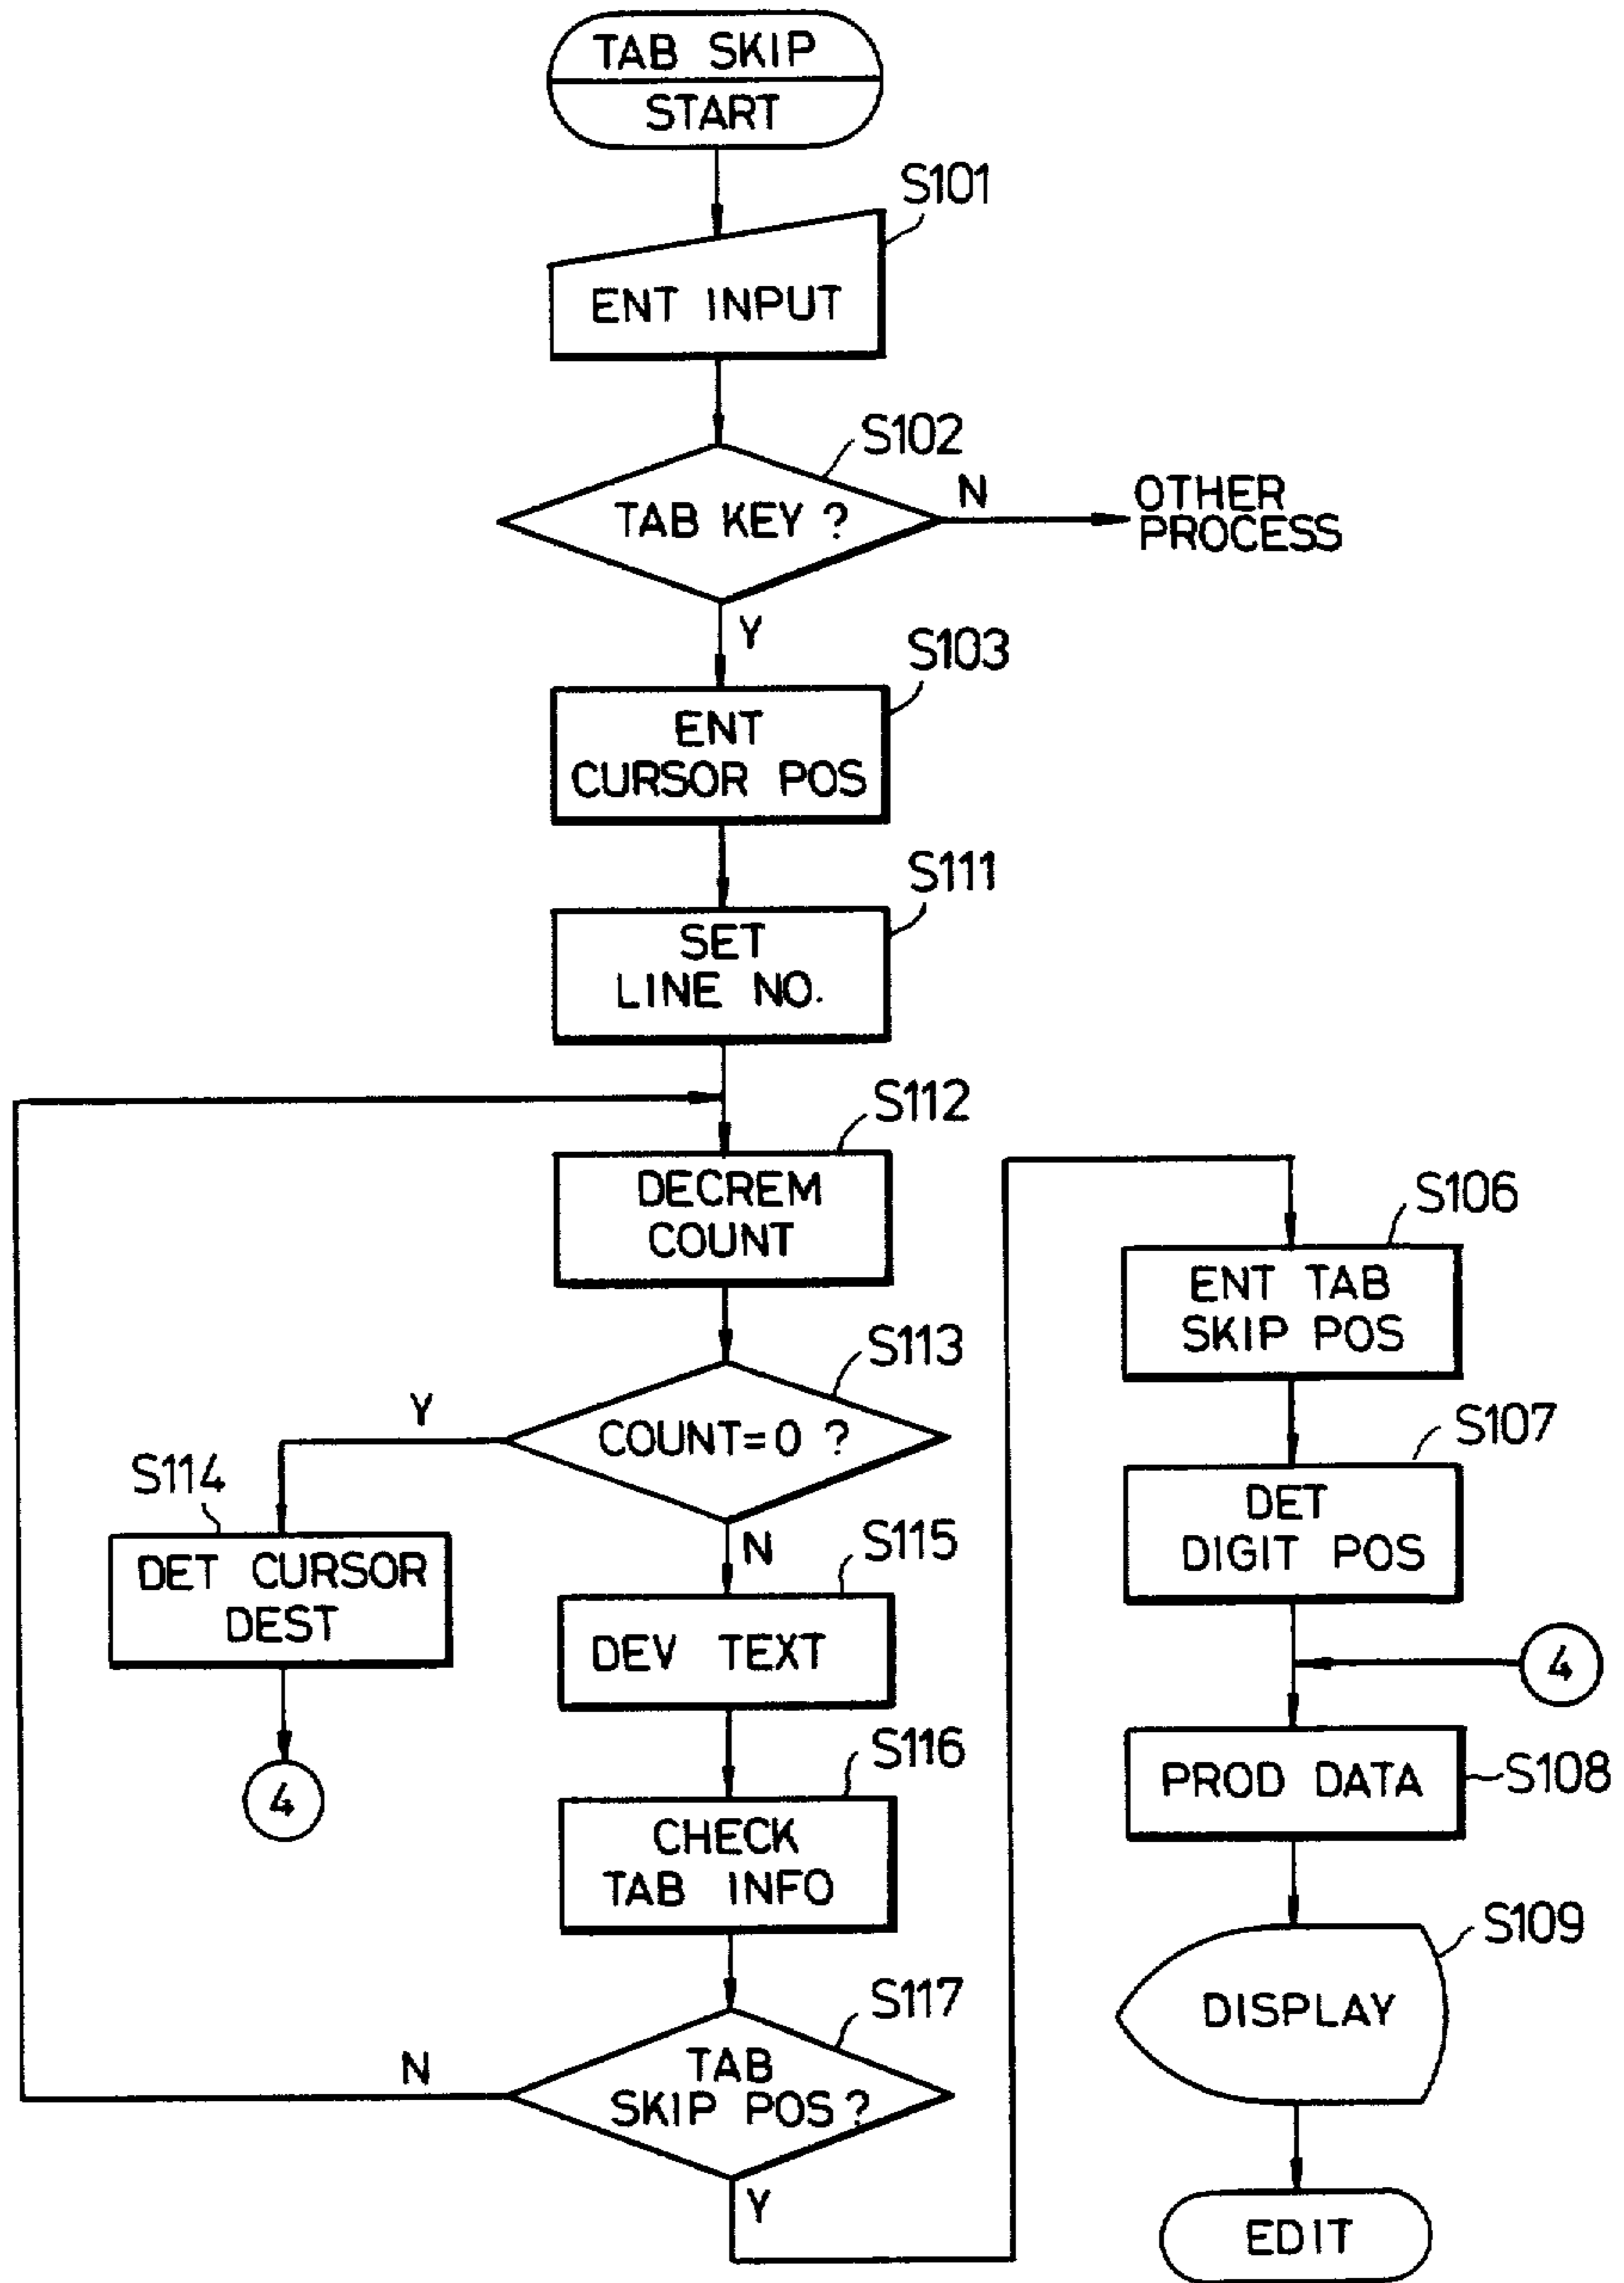 TAB SKIP
START
S101
ENT INPUT
S102
TAB KEY ?
N
OTHER
PROCESS
Y
S103
ENT
CURSOR POS
S111
SET
LINE NO.
S112
DECREM
COUNT
S113
COUNT=0 ?
Y
S114
DET CURSOR
DEST
4
N
S115
DEV TEXT
S116
CHECK
TAB INFO
S117
TAB
SKIP POS ?
N
Y
S106
ENT TAB
SKIP POS
S107
DET
DIGIT POS
4
PROD DATA
S108
S109
DISPLAY
EDIT